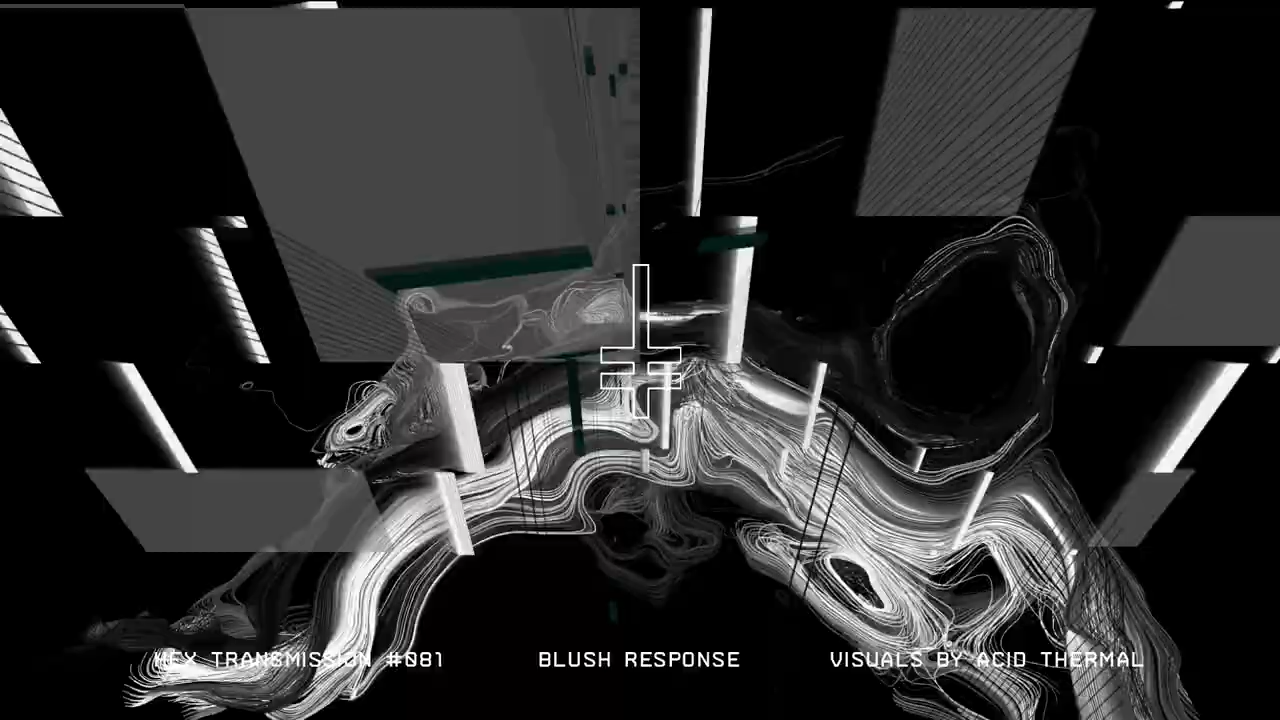 HEX TRANSMISSION #081
BLUSH RESPONSE
VISUALS BY ACID THERMAL